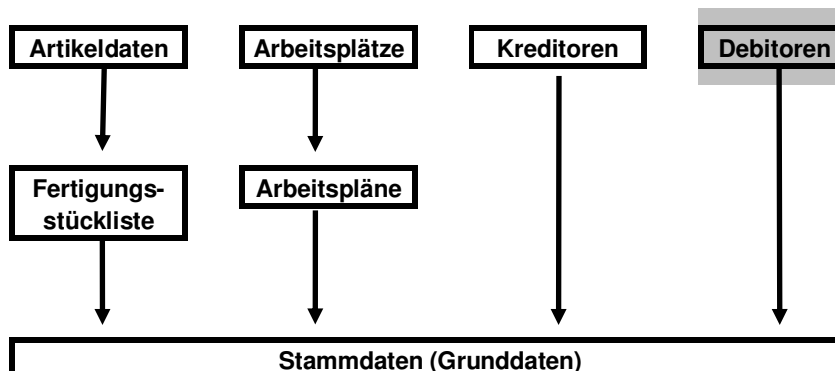 Artikeldaten
Arbeitsplätze
Kreditoren
Debitoren
Fertigungs-
stückliste
Arbeitspläne
Stammdaten (Grunddaten)